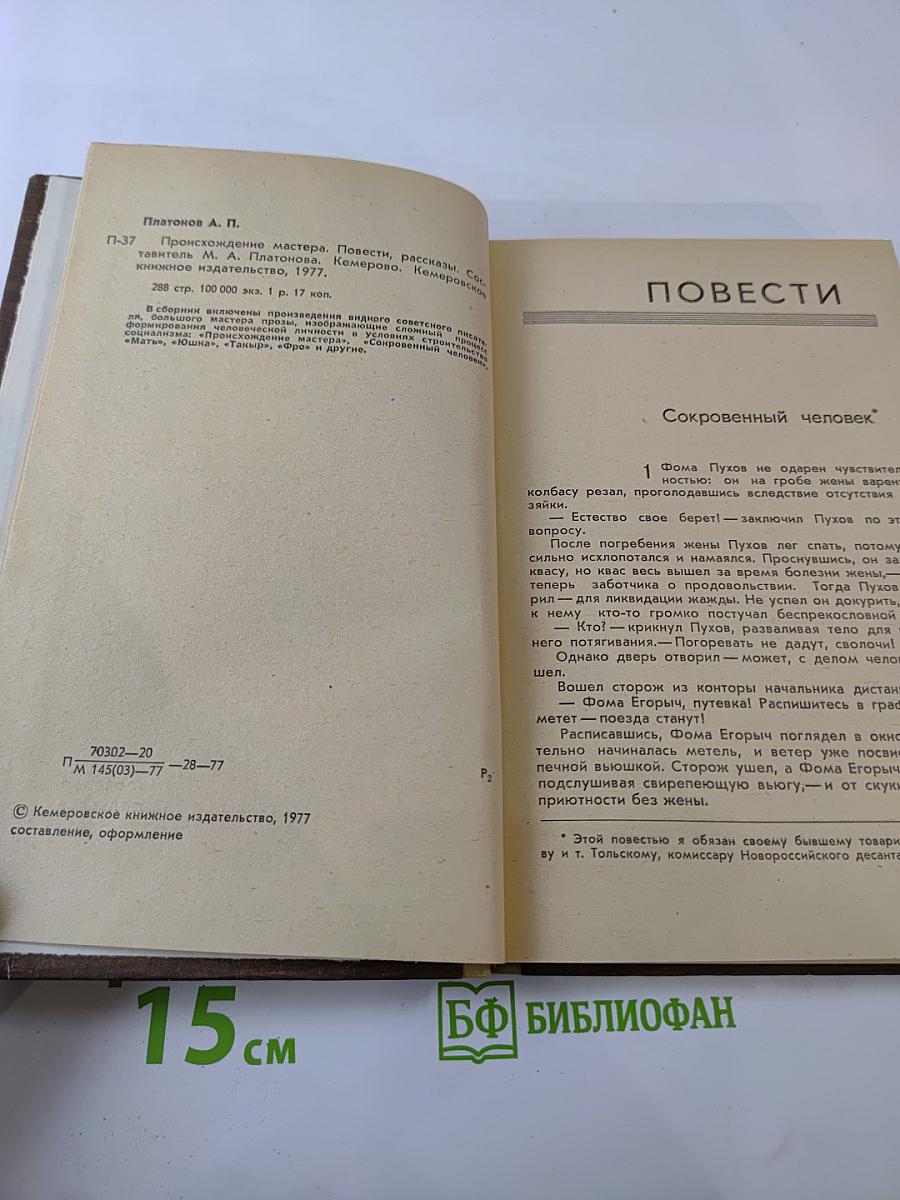 Платонов А. П.
П-37 Происхождение мастера. Повести, рассказы. Сос-
тавитель М. А. Платонова. Кемерово. Кемеровское
книжное издательство, 1977.
288 стр. 100 000 экз. 1 р. 17 коп.
В сборник включены произведения видного советского писате-
ля, большого мастера прозы, изображающие сложный процесс
формирования человеческой личности в условиях строительства
социализма: «Происхождение мастера», «Сокровенный человек»,
«Мать», «Юшка», «Такыр», «Фро» и другие.
П 70302—20
М 145(03)—77 —28—77
Р2
© Кемеровское книжное издательство, 1977
составление, оформление
ПОВЕСТИ
Сокровенный человек*
1 Фома Пухов не одарен чувствител
ностью: он на гробе жены варен
колбасу резал, проголодавшись вследствие отсутствия
зяйки.
— Естество свое берет! — заключил Пухов по эт
вопросу.
После погребения жены Пухов лег спать, потому
сильно исхлопотался и намаялся. Проснувшись, он за
квасу, но квас весь вышел за время болезни жены,—
теперь заботчика о продовольствии. Тогда Пухов
рил — для ликвидации жажды. Не успел он докурить,
к нему кто-то громко постучал беспрекословной
— Кто? — крикнул Пухов, разваливая тело для
него потягивания.— Погоревать не дадут, сволочи!
Однако дверь отворил — может, с делом чело
шел.
Вошел сторож из конторы начальника дистан
— Фома Егорыч, путевка! Распишитесь в граф
метет — поезда станут!
Расписавшись, Фома Егорыч поглядел в окно
тельно начиналась метель, и ветер уже посви
печной вьюшкой. Сторож ушел, а Фома Егорыч
подслушивая свирепеющую вьюгу,— и от скуки
приютности без жены.
* Этой повестью я обязан своему бывшему товари
ву и т. Тольскому, комиссару Новороссийского десанта
15 см
БФ БИБЛИОФАН